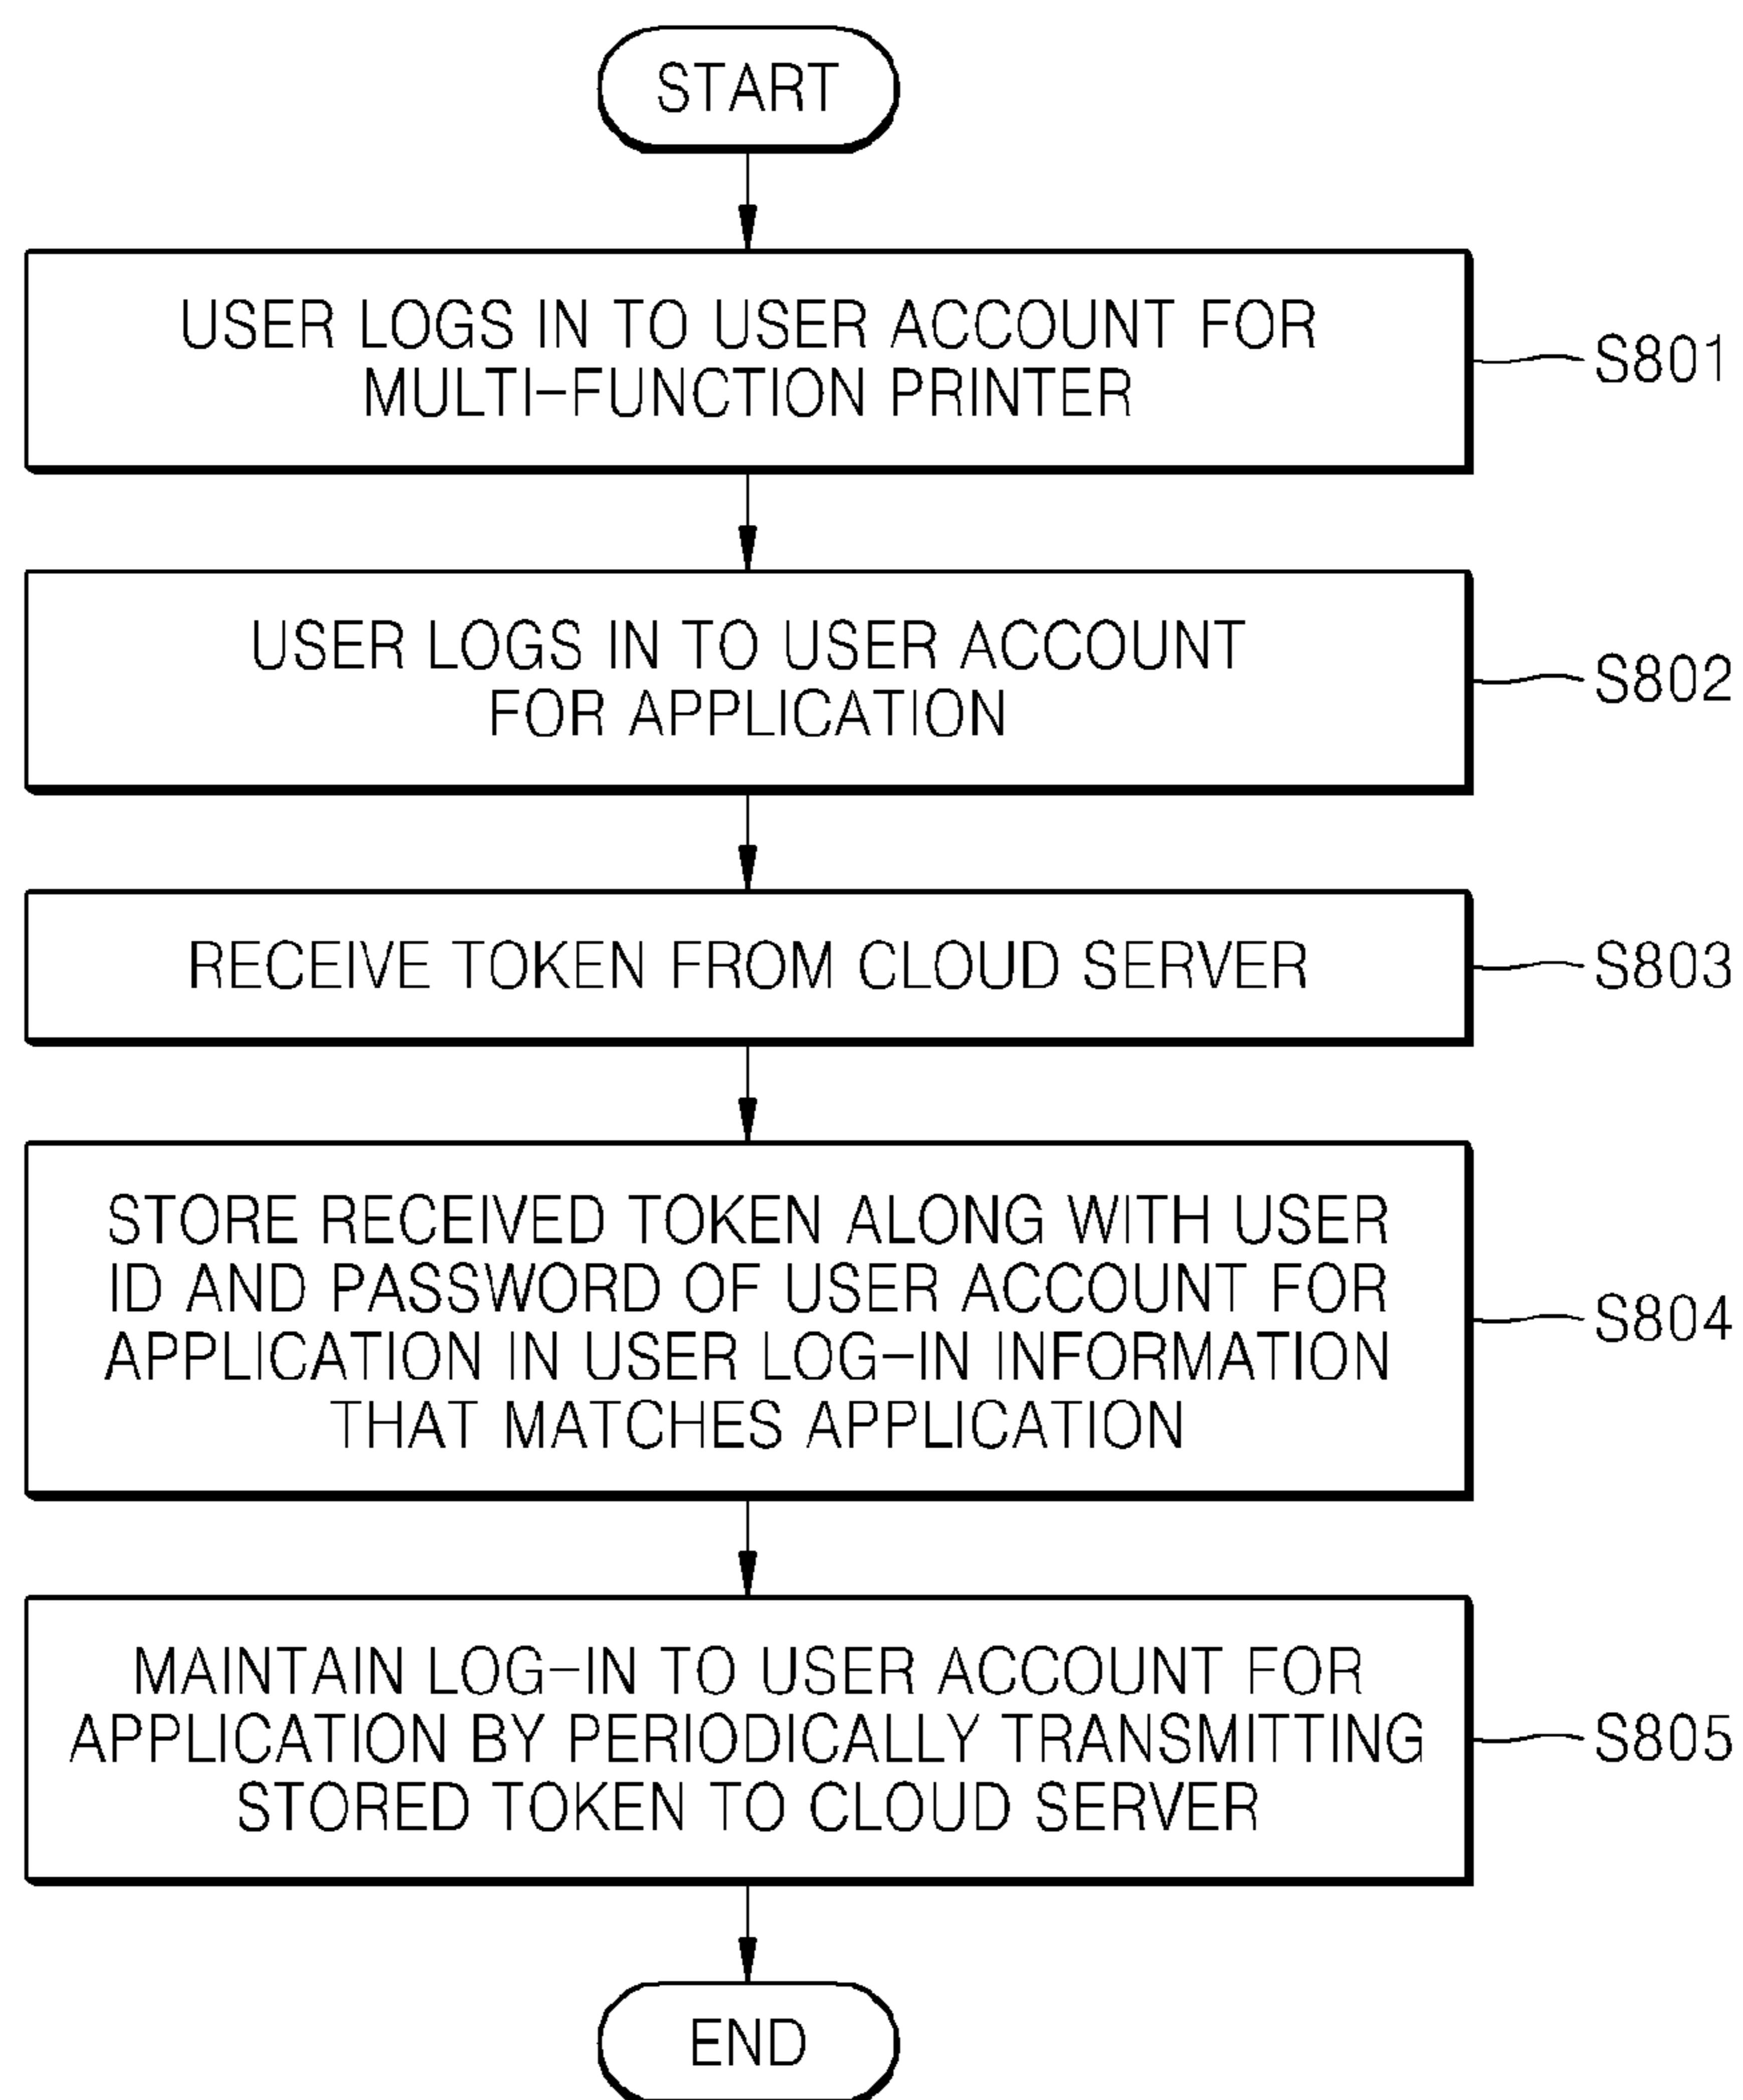 START
USER LOGS IN TO USER ACCOUNT FOR
MULTI-FUNCTION PRINTER
S801
USER LOGS IN TO USER ACCOUNT
FOR APPLICATION
S802
RECEIVE TOKEN FROM CLOUD SERVER
S803
STORE RECEIVED TOKEN ALONG WITH USER
ID AND PASSWORD OF USER ACCOUNT FOR
APPLICATION IN USER LOG-IN INFORMATION
THAT MATCHES APPLICATION
S804
MAINTAIN LOG-IN TO USER ACCOUNT FOR
APPLICATION BY PERIODICALLY TRANSMITTING
STORED TOKEN TO CLOUD SERVER
S805
END